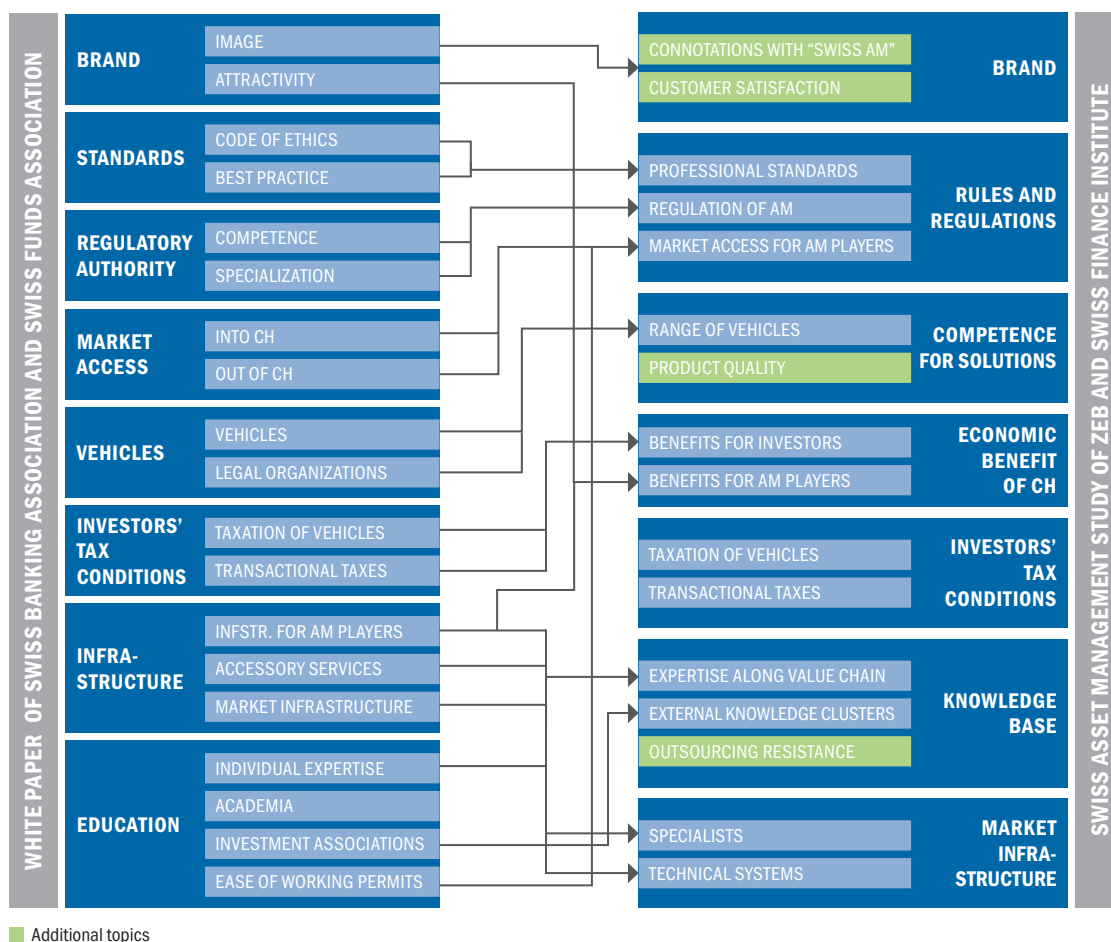 WHITE PAPER OF SWISS BANKING ASSOCIATION AND SWISS FUNDS ASSOCIATION
BRAND
IMAGE
ATTRACTIVITY
STANDARDS
CODE OF ETHICS
BEST PRACTICE
REGULATORY
AUTHORITY
COMPETENCE
SPECIALIZATION
MARKET
ACCESS
INTO CH
OUT OF CH
VEHICLES
VEHICLES
LEGAL ORGANIZATIONS
INVESTORS'
TAX
CONDITIONS
TAXATION OF VEHICLES
TRANSACTIONAL TAXES
INFRA-
STRUCTURE
INFSTR. FOR AM PLAYERS
ACCESSORY SERVICES
MARKET INFRASTRUCTURE
EDUCATION
INDIVIDUAL EXPERTISE
ACADEMIA
INVESTMENT ASSOCIATIONS
EASE OF WORKING PERMITS
CONNOTATIONS WITH “SWISS AM”
CUSTOMER SATISFACTION
BRAND
PROFESSIONAL STANDARDS
REGULATION OF AM
MARKET ACCESS FOR AM PLAYERS
RULES AND
REGULATIONS
RANGE OF VEHICLES
PRODUCT QUALITY
COMPETENCE
FOR SOLUTIONS
BENEFITS FOR INVESTORS
BENEFITS FOR AM PLAYERS
ECONOMIC
BENEFIT
OF CH
TAXATION OF VEHICLES
TRANSACTIONAL TAXES
INVESTORS'
TAX
CONDITIONS
EXPERTISE ALONG VALUE CHAIN
EXTERNAL KNOWLEDGE CLUSTERS
OUTSOURCING RESISTANCE
KNOWLEDGE
BASE
SPECIALISTS
TECHNICAL SYSTEMS
MARKET
INFRA-
STRUCTURE
SWISS ASSET MANAGEMENT STUDY OF ZEB AND SWISS FINANCE INSTITUTE
Additional topics